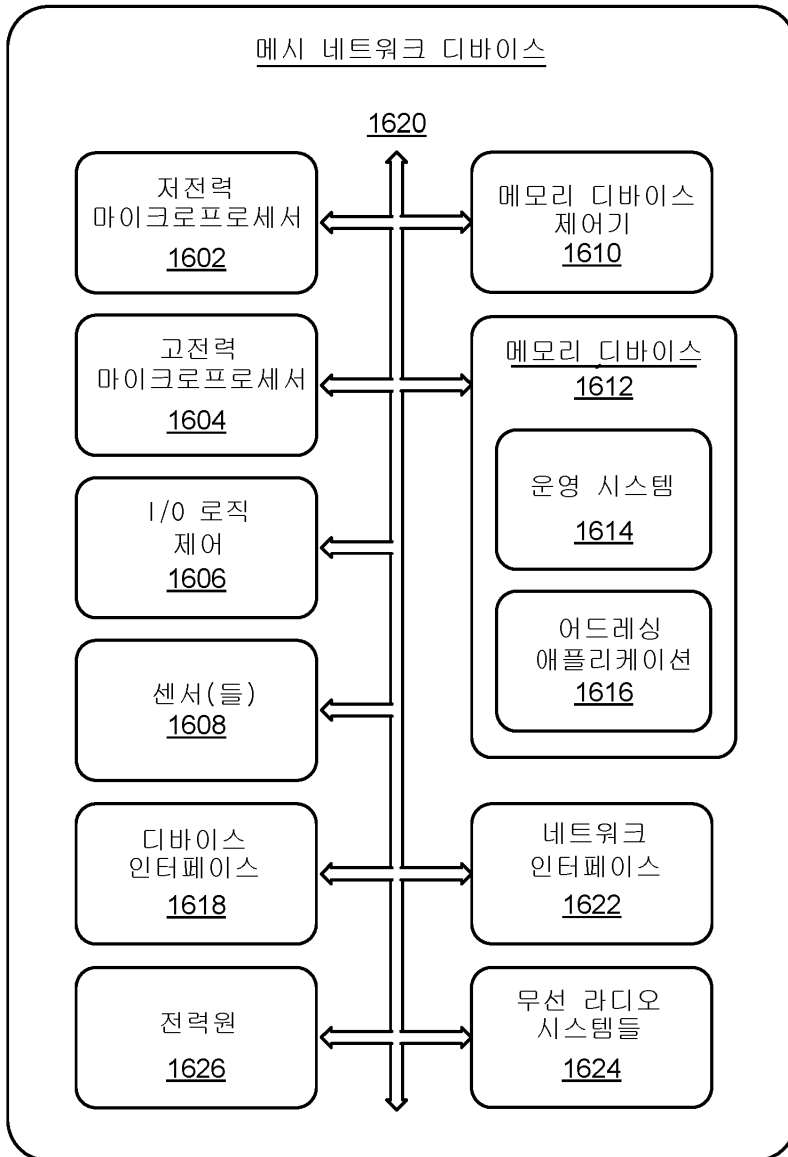 메시 네트워크 디바이스
1620
저전력
마이크로프로세서
1602
메모리 디바이스
제어기
1610
고전력
마이크로프로세서
1604
메모리 디바이스
1612
운영 시스템
1614
I/O 로직
제어
1606
어드레싱
애플리케이션
1616
센서(들)
1608
디바이스
인터페이스
1618
네트워크
인터페이스
1622
전력원
1626
무선 라디오
시스템들
1624